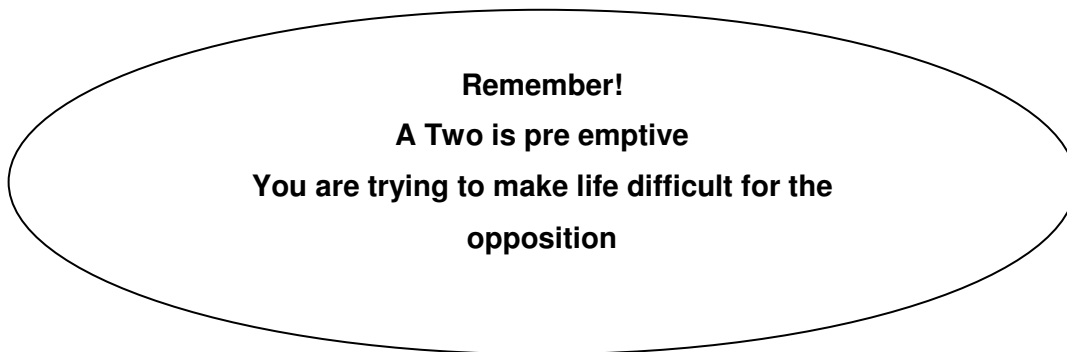 Remember!
A Two is pre emptive
You are trying to make life difficult for the
opposition